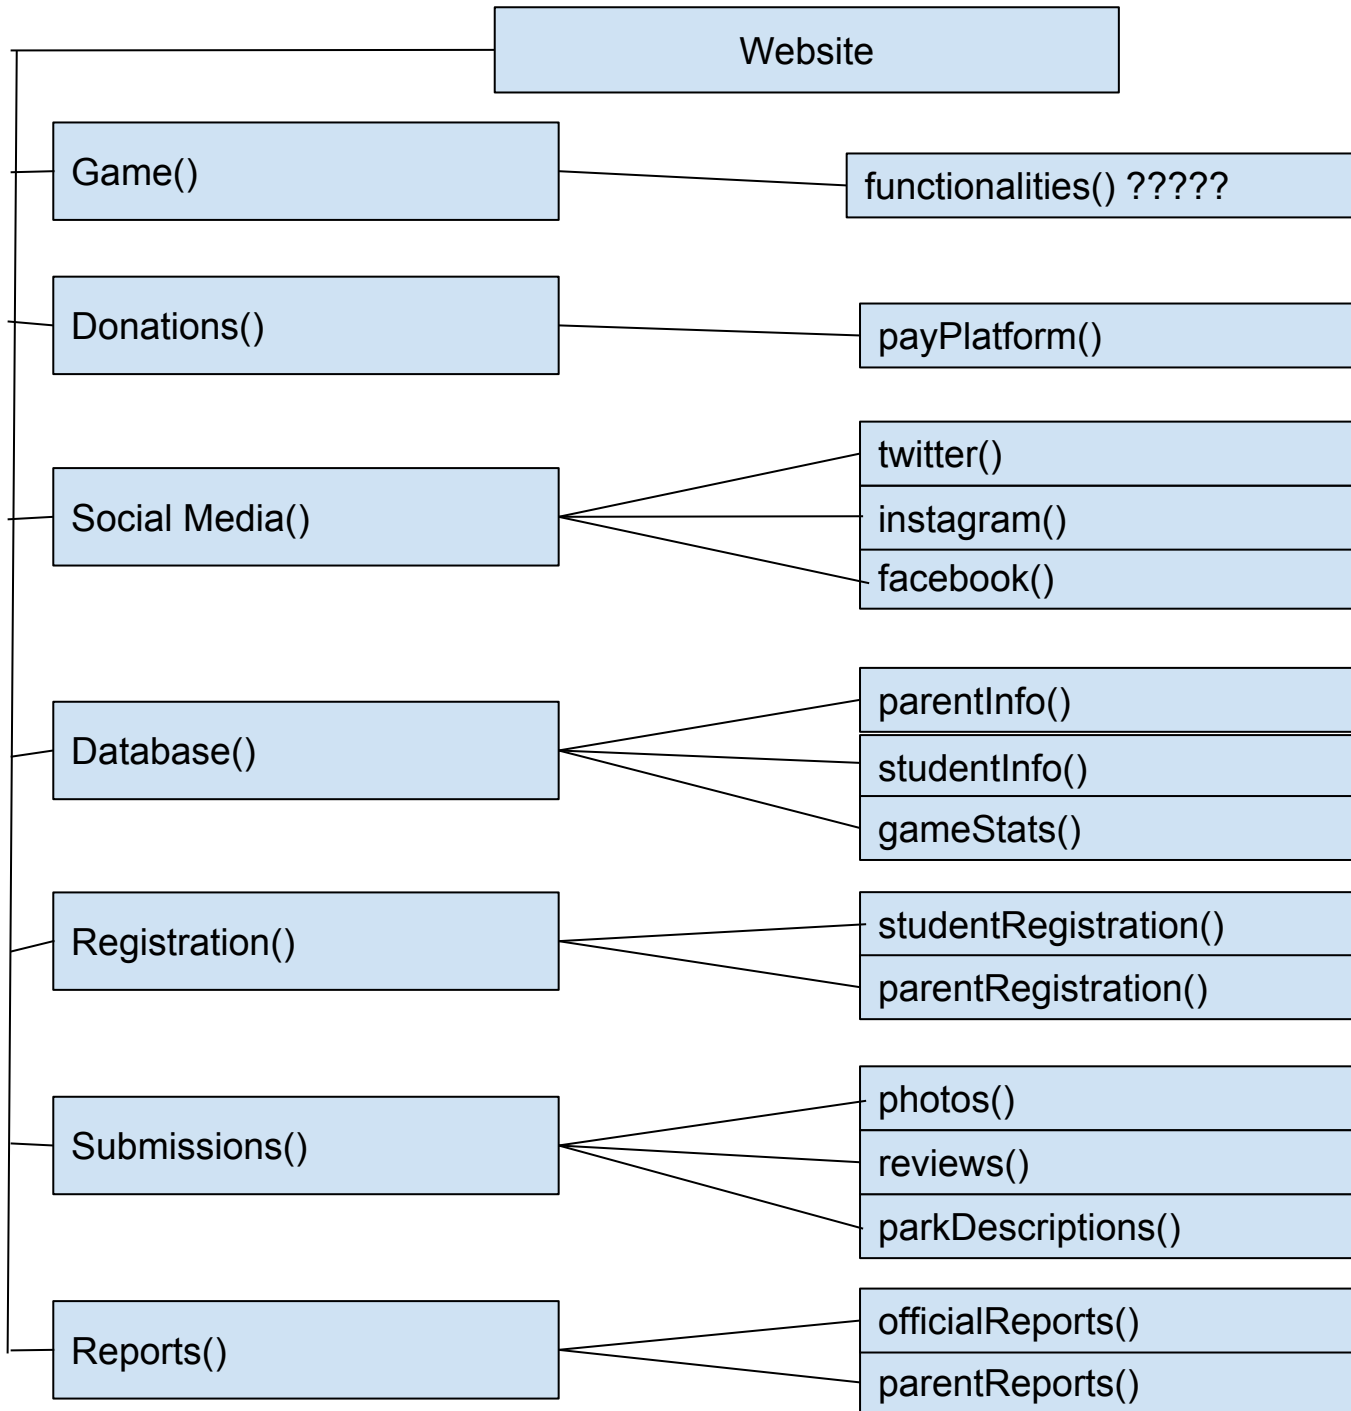 Website
Game()
functionalities() ?????
Donations()
payPlatform()
Social Media()
twitter()
instagram()
facebook()
Database()
parentInfo()
studentInfo()
gameStats()
Registration()
studentRegistration()
parentRegistration()
Submissions()
photos()
reviews()
parkDescriptions()
Reports()
officialReports()
parentReports()